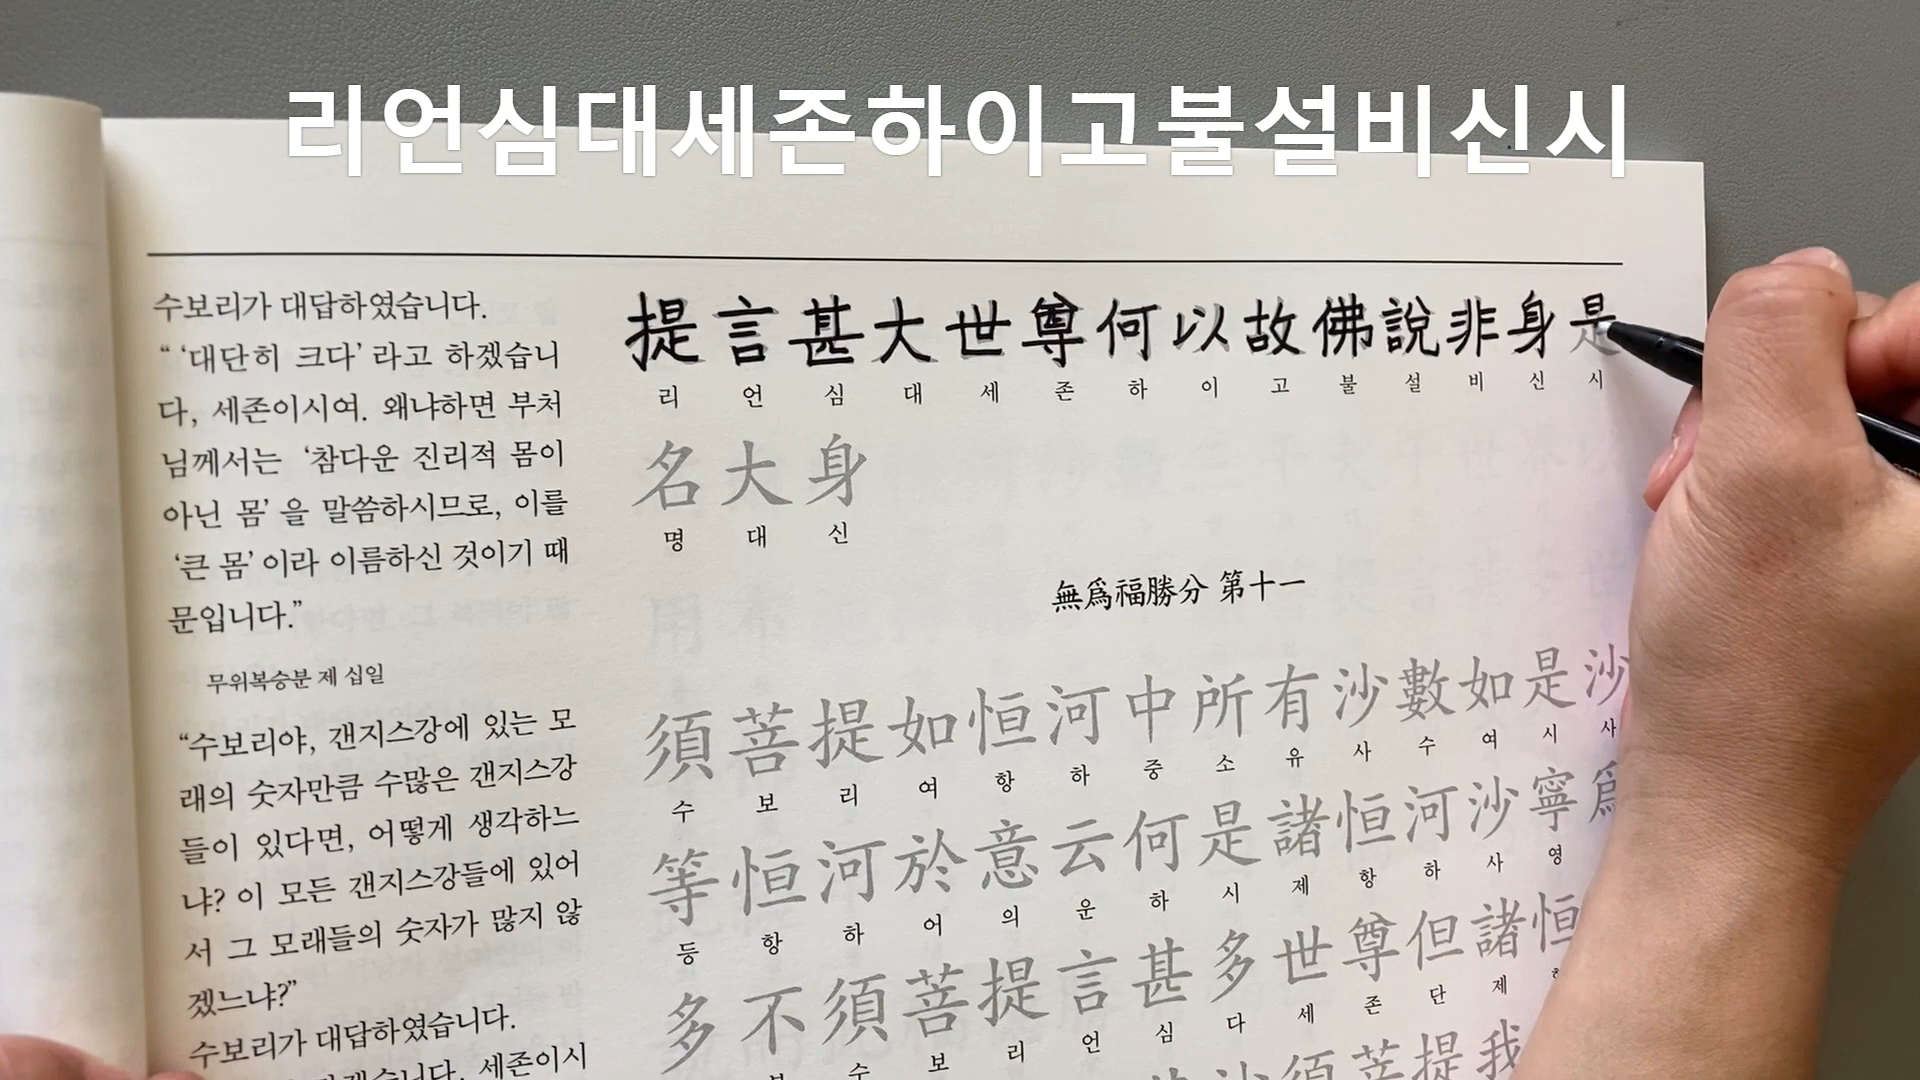 리언심대세존하이고불설비신시
수보리가 대답하였습니다.
“ ‘대단히 크다’ 라고 하겠습니
다, 세존이시여. 왜냐하면 부처
님께서는 ‘참다운 진리적 몸이
아닌 몸’ 을 말씀하시므로, 이를
‘큰 몸’ 이라 이름하신 것이기 때
문입니다.”
무위복승분 제 십일
“수보리야, 갠지스강에 있는 모
래의 숫자만큼 수많은 갠지스강
들이 있다면, 어떻게 생각하느
냐? 이 모든 갠지스강들에 있어
서 그 모래들의 숫자가 많지 않
겠느냐?”
수보리가 대답하였습니다.
세존이시
提言甚大世尊何以故佛說非身是
리 언 심 대 세 존 하 이 고 불 설 비 신 시
名大身
명 대 신
無爲福勝分 第十一
須菩提如恒河中所有沙數如是沙
수 보 리 여 항 하 중 소 유 사 수 여 시 사
等恒河於意云何是諸恒河沙寧爲
등 항 하 어 의 운 하 시 제 항 하 사 영
多不須菩提言甚多世尊但諸恒
수 보 리 언 심 다 세 존 단 제
沙須菩提我